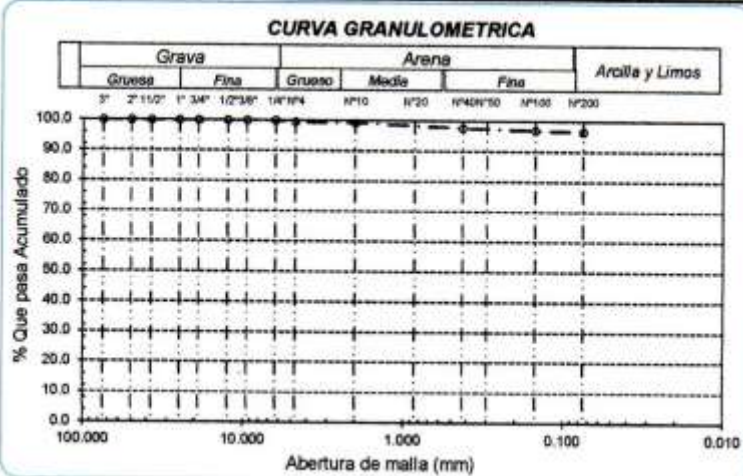 CURVA GRANULOMETRICA
Grava Arena Arcilla y Limos
Gruesa Fina Grueso Media Fina
3" 2" 11/2" 1" 3/4" 1/2" 3/8" 1/4" Nº4 Nº10 Nº20 Nº40 Nº50 Nº100 Nº200
100.0
90.0
80.0
70.0
60.0
50.0
40.0
30.0
20.0
10.0
0.0
% Que pasa Acumulado
100.000 10.000 1.000 0.100 0.010
Abertura de malla (mm)